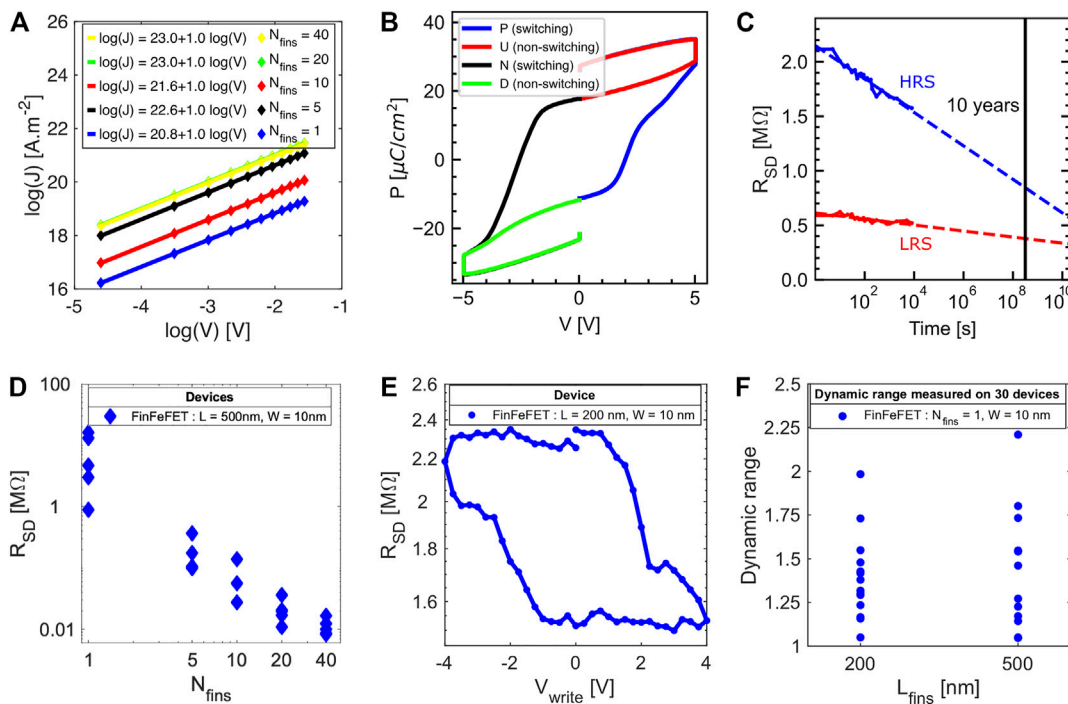 A
log(J) [A.m⁻²]
26
24
22
20
18
16
log(J) = 23.0+1.0 log(V) N_fins = 40
log(J) = 23.0+1.0 log(V) N_fins = 20
log(J) = 21.6+1.0 log(V) N_fins = 10
log(J) = 22.6+1.0 log(V) N_fins = 5
log(J) = 20.8+1.0 log(V) N_fins = 1
-5 -4 -3 -2 -1
log(V) [V]
B
P [μC/cm²]
40
20
0
−20
P (switching)
U (non-switching)
N (switching)
D (non-switching)
−5 0 5
V [V]
C
R_SD [MΩ]
2.0
1.5
1.0
0.5
0.0
HRS
10 years
LRS
10² 10⁴ 10⁶ 10⁸ 10¹⁰
Time [s]
D
R_SD [MΩ]
100
1
0.01
Devices
FinFeFET : L = 500nm, W = 10nm
1 5 10 20 40
N_fins
E
R_SD [MΩ]
2.6
2.4
2.2
2
1.8
1.6
Device
FinFeFET : L = 200 nm, W = 10 nm
-4 -2 0 2 4
V_write [V]
F
Dynamic range
2.25
2
1.75
1.5
1.25
1
Dynamic range measured on 30 devices
FinFeFET : N_fins = 1, W = 10 nm
200 500
L_fins [nm]